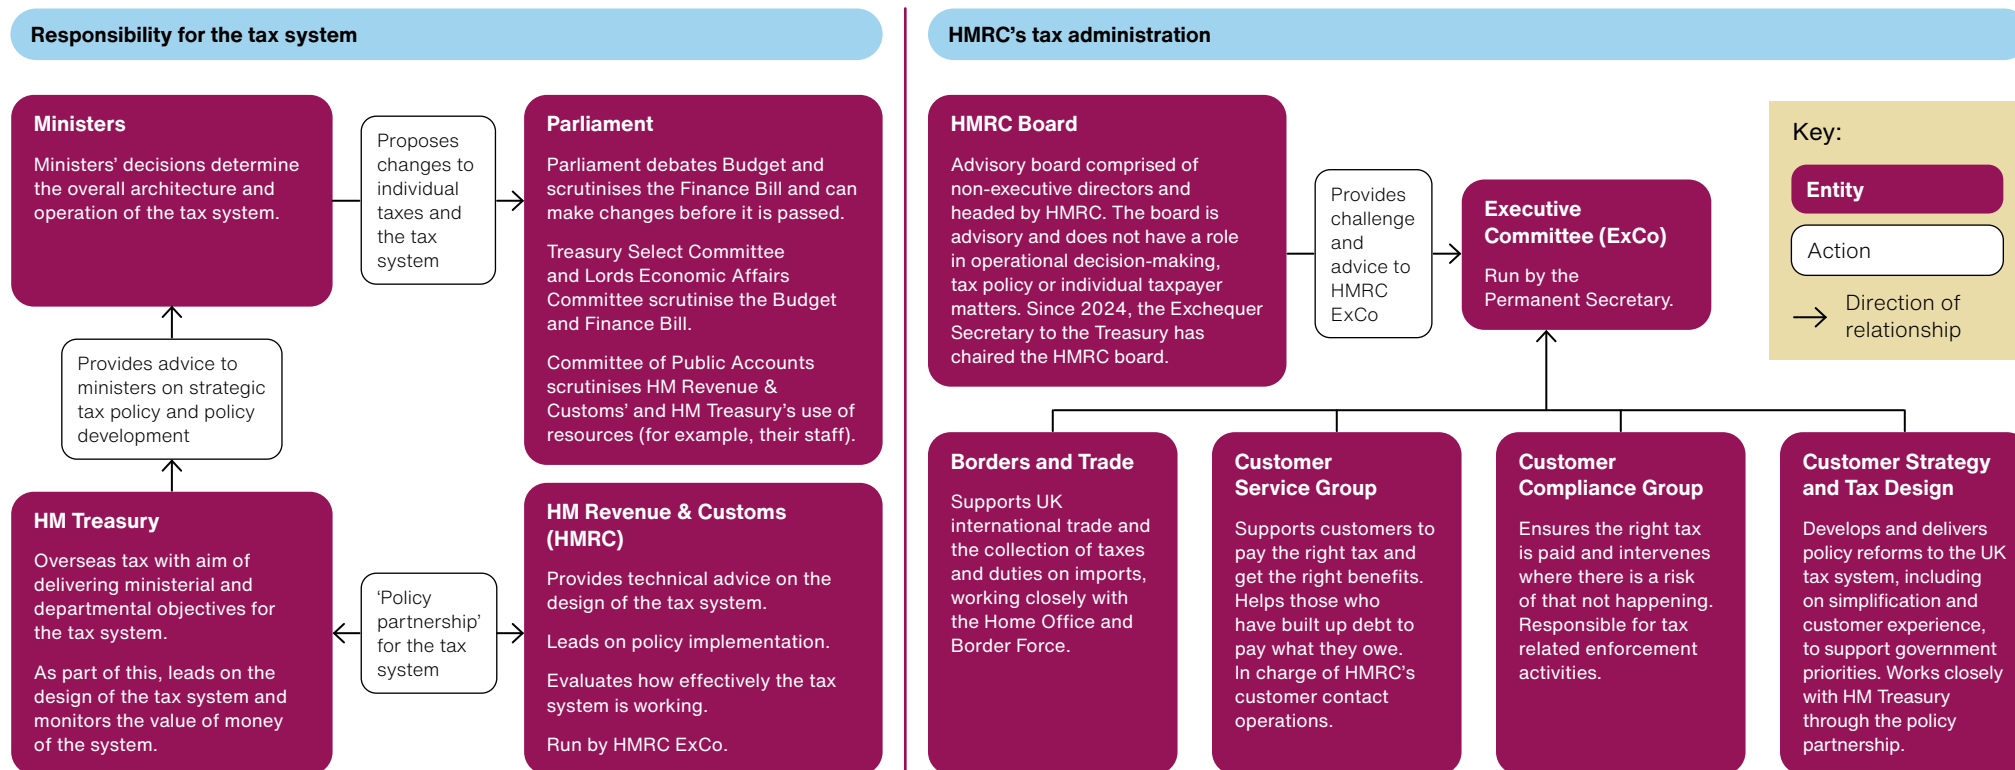 Responsibility for the tax system
Ministers
Ministers’ decisions determine
the overall architecture and
operation of the tax system.
Proposes
changes to
individual
taxes and
the tax
system
Parliament
Parliament debates Budget and
scrutinises the Finance Bill and can
make changes before it is passed.
Treasury Select Committee
and Lords Economic Affairs
Committee scrutinise the Budget
and Finance Bill.
Committee of Public Accounts
scrutinises HM Revenue &
Customs’ and HM Treasury’s use of
resources (for example, their staff).
Provides advice to
ministers on strategic
tax policy and policy
development
HM Treasury
Overseas tax with aim of
delivering ministerial and
departmental objectives for
the tax system.
As part of this, leads on the
design of the tax system and
monitors the value of money
of the system.
‘Policy
partnership’
for the tax
system
HM Revenue & Customs
(HMRC)
Provides technical advice on the
design of the tax system.
Leads on policy implementation.
Evaluates how effectively the tax
system is working.
Run by HMRC ExCo.
HMRC’s tax administration
HMRC Board
Advisory board comprised of
non-executive directors and
headed by HMRC. The board is
advisory and does not have a role
in operational decision-making,
tax policy or individual taxpayer
matters. Since 2024, the Exchequer
Secretary to the Treasury has
chaired the HMRC board.
Provides
challenge
and
advice to
HMRC
ExCo
Executive
Committee (ExCo)
Run by the
Permanent Secretary.
Key:
Entity
Action
Direction of
relationship
Borders and Trade
Supports UK
international trade and
the collection of taxes
and duties on imports,
working closely with
the Home Office and
Border Force.
Customer
Service Group
Supports customers to
pay the right tax and
get the right benefits.
Helps those who
have built up debt to
pay what they owe.
In charge of HMRC’s
customer contact
operations.
Customer
Compliance Group
Ensures the right tax
is paid and intervenes
where there is a risk
of that not happening.
Responsible for tax
related enforcement
activities.
Customer Strategy
and Tax Design
Develops and delivers
policy reforms to the UK
tax system, including
on simplification and
customer experience,
to support government
priorities. Works closely
with HM Treasury
through the policy
partnership.